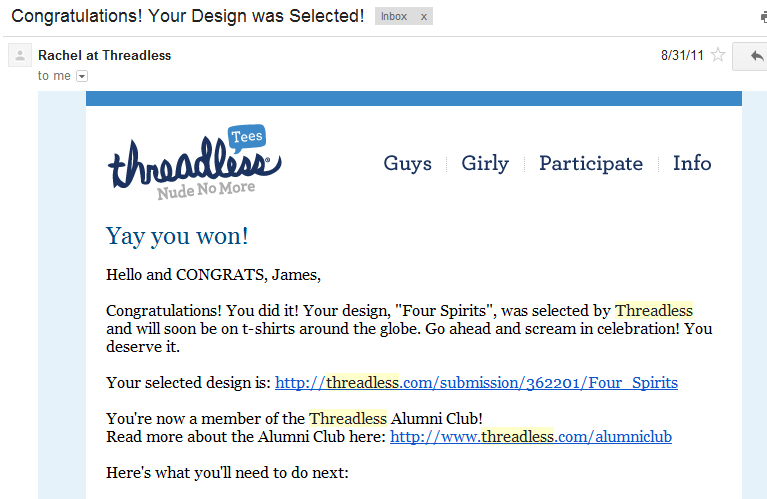 Congratulations! Your Design was Selected!
Inbox x
Rachel at Threadless
8/31/11
to me
threadless®
Tees
Nude No More
Guys
Girly
Participate
Info
Yay you won!
Hello and CONGRATS, James,
Congratulations! You did it! Your design, "Four Spirits", was selected by Threadless
and will soon be on t-shirts around the globe. Go ahead and scream in celebration! You
deserve it.
Your selected design is: http://threadless.com/submission/362201/Four_Spirits
You're now a member of the Threadless Alumni Club!
Read more about the Alumni Club here: http://www.threadless.com/alumniclub
Here's what you'll need to do next: